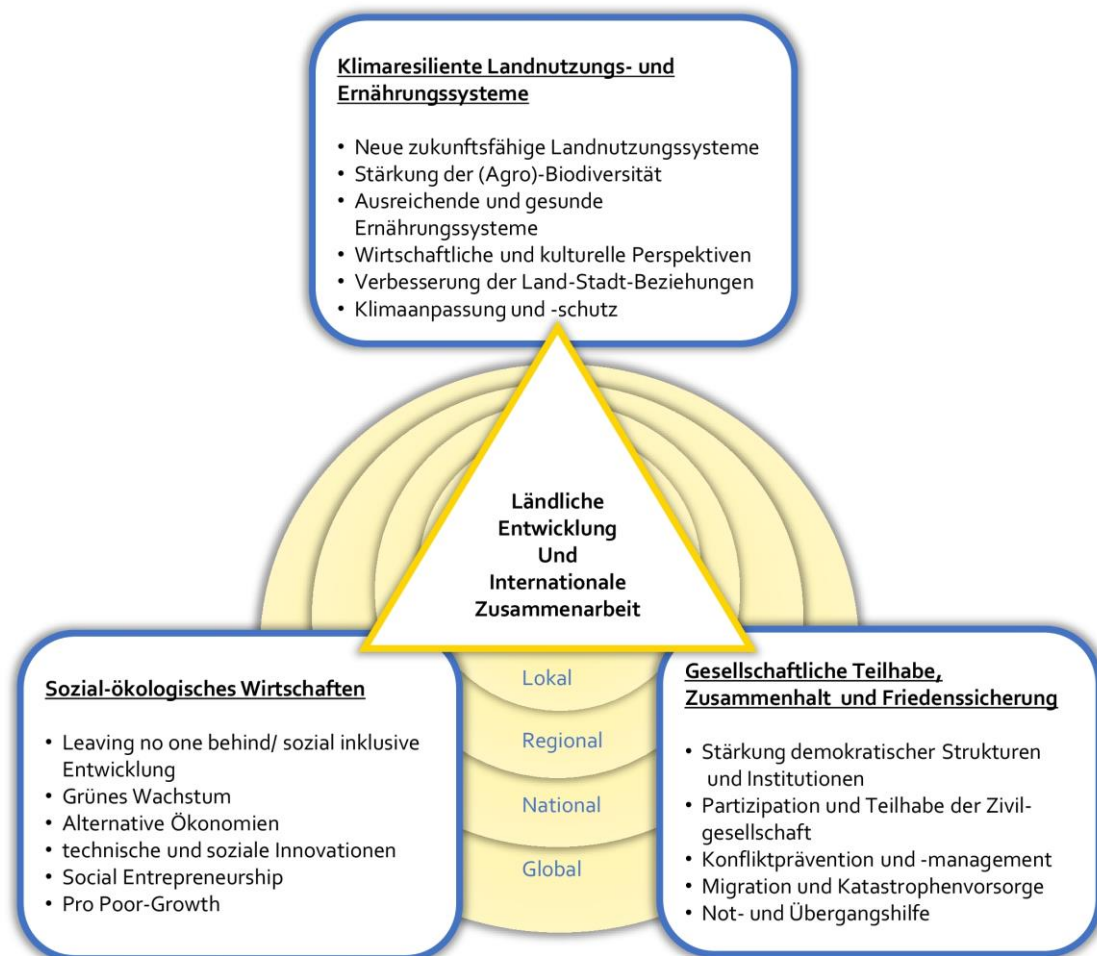 Klimaresiliente Landnutzungs- und
Ernährungssysteme
• Neue zukunftsfähige Landnutzungssysteme
• Stärkung der (Agro)-Biodiversität
• Ausreichende und gesunde
Ernährungssysteme
• Wirtschaftliche und kulturelle Perspektiven
• Verbesserung der Land-Stadt-Beziehungen
• Klimaanpassung und -schutz
Ländliche
Entwicklung
Und
Internationale
Zusammenarbeit
Lokal
Regional
National
Global
Sozial-ökologisches Wirtschaften
• Leaving no one behind/ sozial inklusive
Entwicklung
• Grünes Wachstum
• Alternative Ökonomien
• technische und soziale Innovationen
• Social Entrepreneurship
• Pro Poor-Growth
Gesellschaftliche Teilhabe,
Zusammenhalt und Friedenssicherung
• Stärkung demokratischer Strukturen
und Institutionen
• Partizipation und Teilhabe der Zivil-
gesellschaft
• Konfliktprävention und -management
• Migration und Katastrophenvorsorge
• Not- und Übergangshilfe